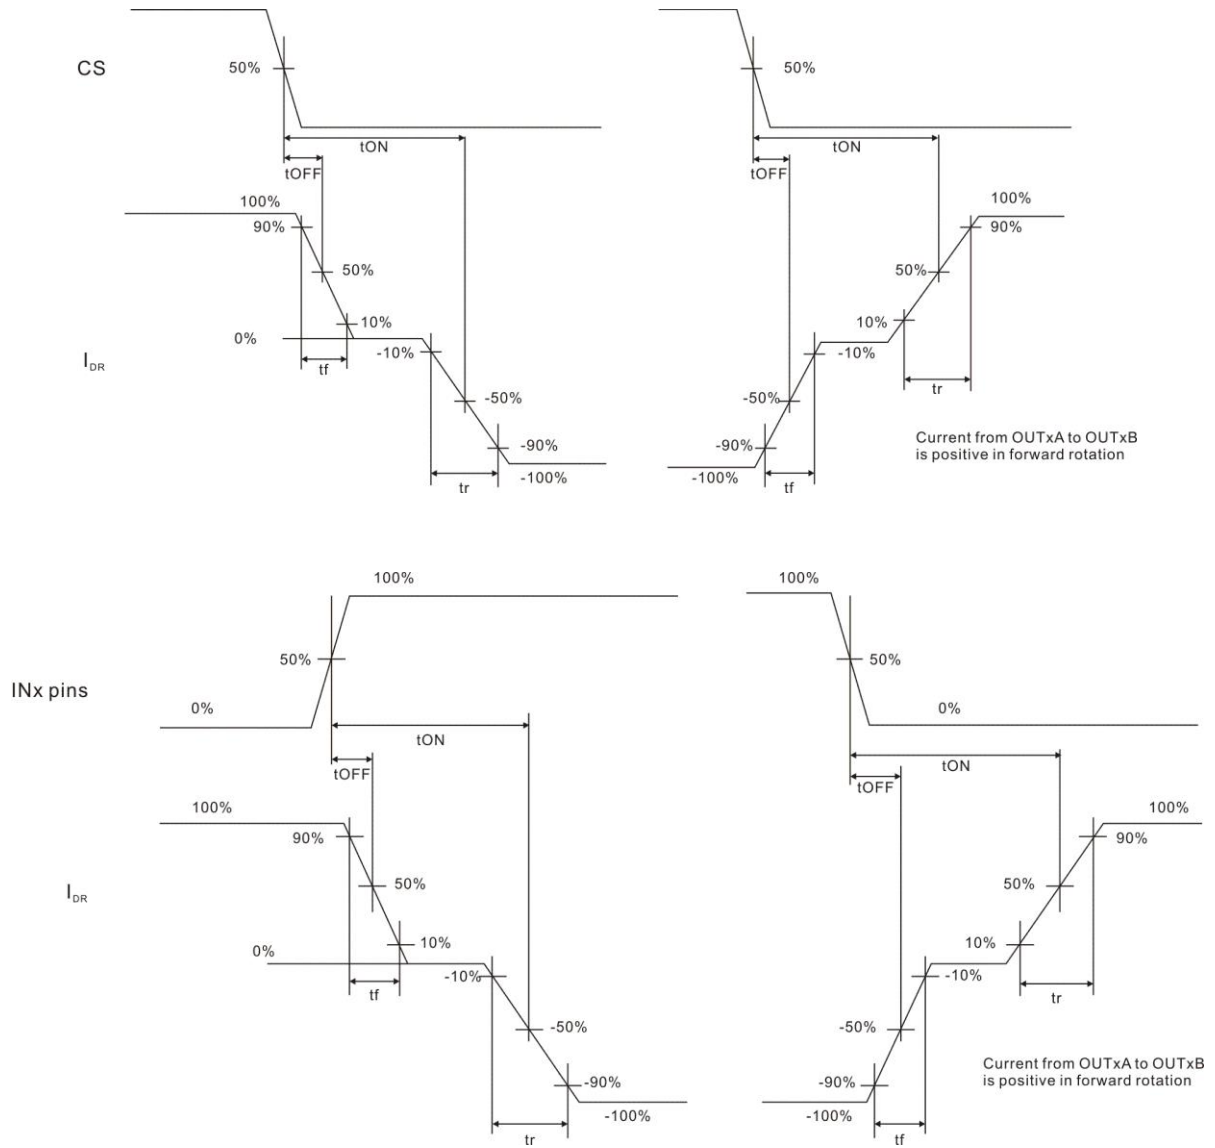 CS
50%
50%
tON
tON
tOFF
tOFF
100%
100%
90%
90%
50%
50%
10%
10%
0%
-10%
-10%
I_DR
tf
tr
-50%
-50%
Current from OUTxA to OUTxB
is positive in forward rotation
-90%
-90%
-100%
-100%
tr
tf
100%
100%
50%
50%
INx pins
0%
0%
tON
tON
tOFF
tOFF
100%
100%
90%
90%
50%
50%
I_DR
10%
10%
0%
-10%
-10%
tf
tr
-50%
-50%
Current from OUTxA to OUTxB
is positive in forward rotation
-90%
-90%
-100%
-100%
tr
tf